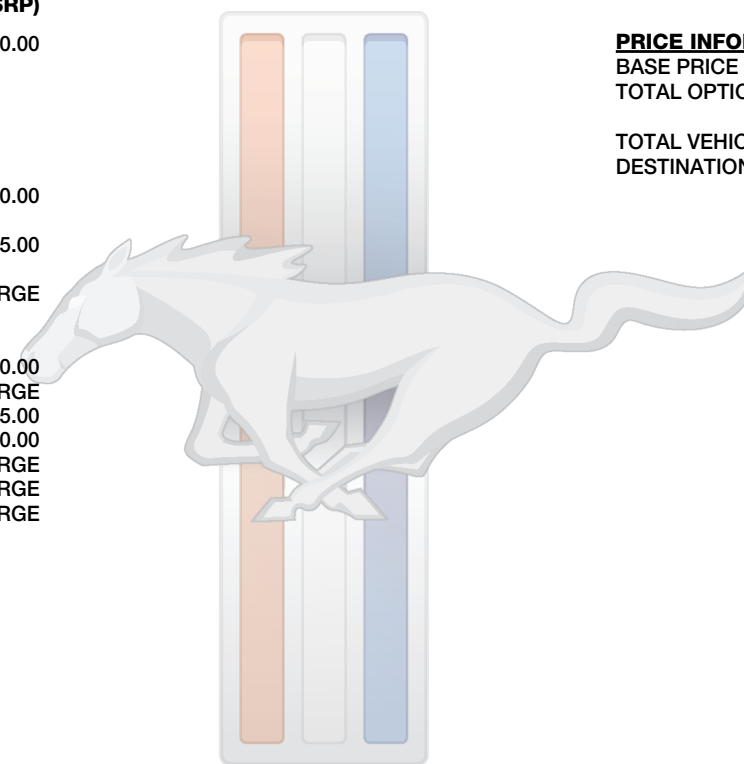 SRP)
0.00
0.00
5.00
RGE
0.00
RGE
5.00
0.00
RGE
RGE
RGE
PRICE INFO
BASE PRICE
TOTAL OPTIO
TOTAL VEHIC
DESTINATION